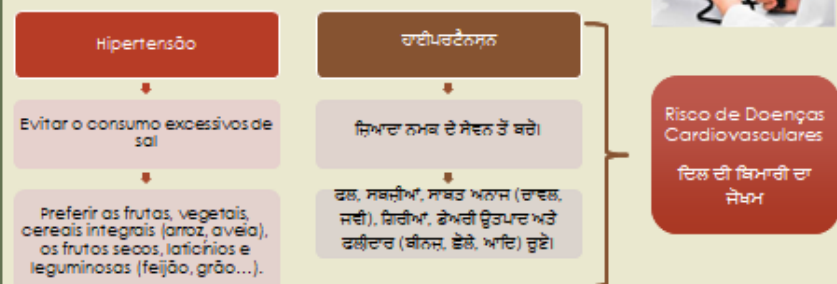 Hipertensão
Evitar o consumo excessivos de
sal
Preferir as frutas, vegetais,
cereais integrais (arroz, aveia),
os frutos secos, laticínios e
leguminosas (feijão, grão...).
ਹਾਈਪਰਟੈਨਸ਼ਨ
ਜ਼ਿਆਦਾ ਨਮਕ ਦੇ ਸੇਵਨ ਤੋਂ ਬਚੋ।
ਫਲ, ਸਬਜ਼ੀਆਂ, ਸਾਬਤ ਅਨਾਜ (ਚਾਵਲ,
ਜਵੀ), ਗਿਰੀਆਂ, ਡੇਅਰੀ ਉਤਪਾਦ ਅਤੇ
ਫਲ਼ੀਦਾਰ (ਬੀਨਜ਼, ਛੋਲੇ, ਆਦਿ) ਚੁਣੋ।
Risco de Doenças
Cardiovasculares
ਦਿਲ ਦੀ ਬਿਮਾਰੀ ਦਾ
ਜੋਖਮ